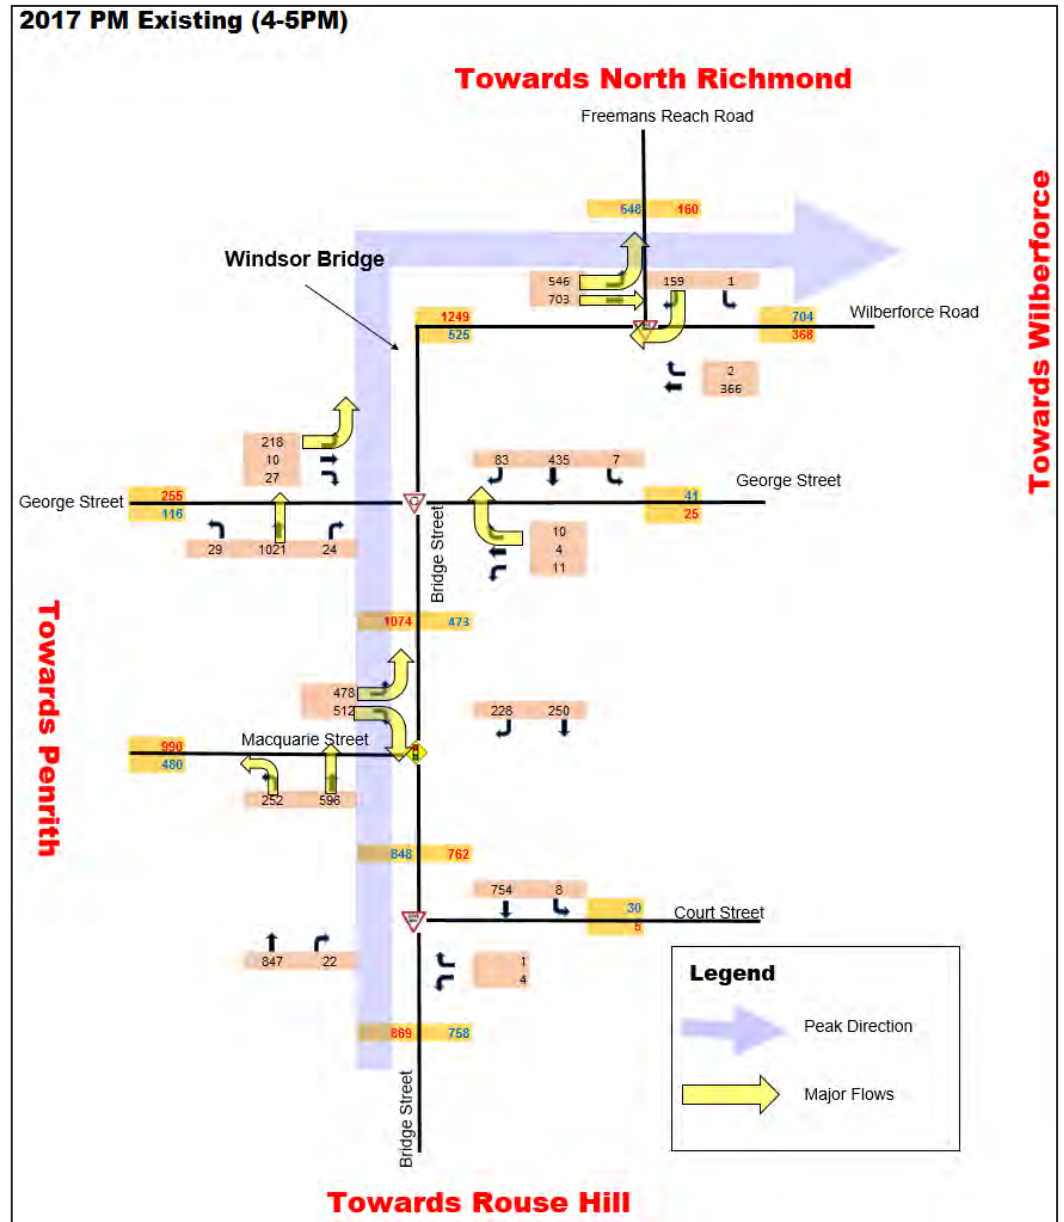 2017 PM Existing (4-5PM)
Towards North Richmond
Freemans Reach Road
Towards Wilberforce
648 160
Windsor Bridge
546
703
159 1
1249
525
704
368
Wilberforce Road
2
366
218
10
27
83 435 7
George Street
255
116
41
25
George Street
29 1021 24
10
4
11
Bridge Street
1074 473
Towards Penrith
478
512
228 250
Macquarie Street
990
480
252 596
848 762
754 8
30
5
Court Street
847 22
1
4
Legend
Peak Direction
Major Flows
869 758
Bridge Street
Towards Rouse Hill